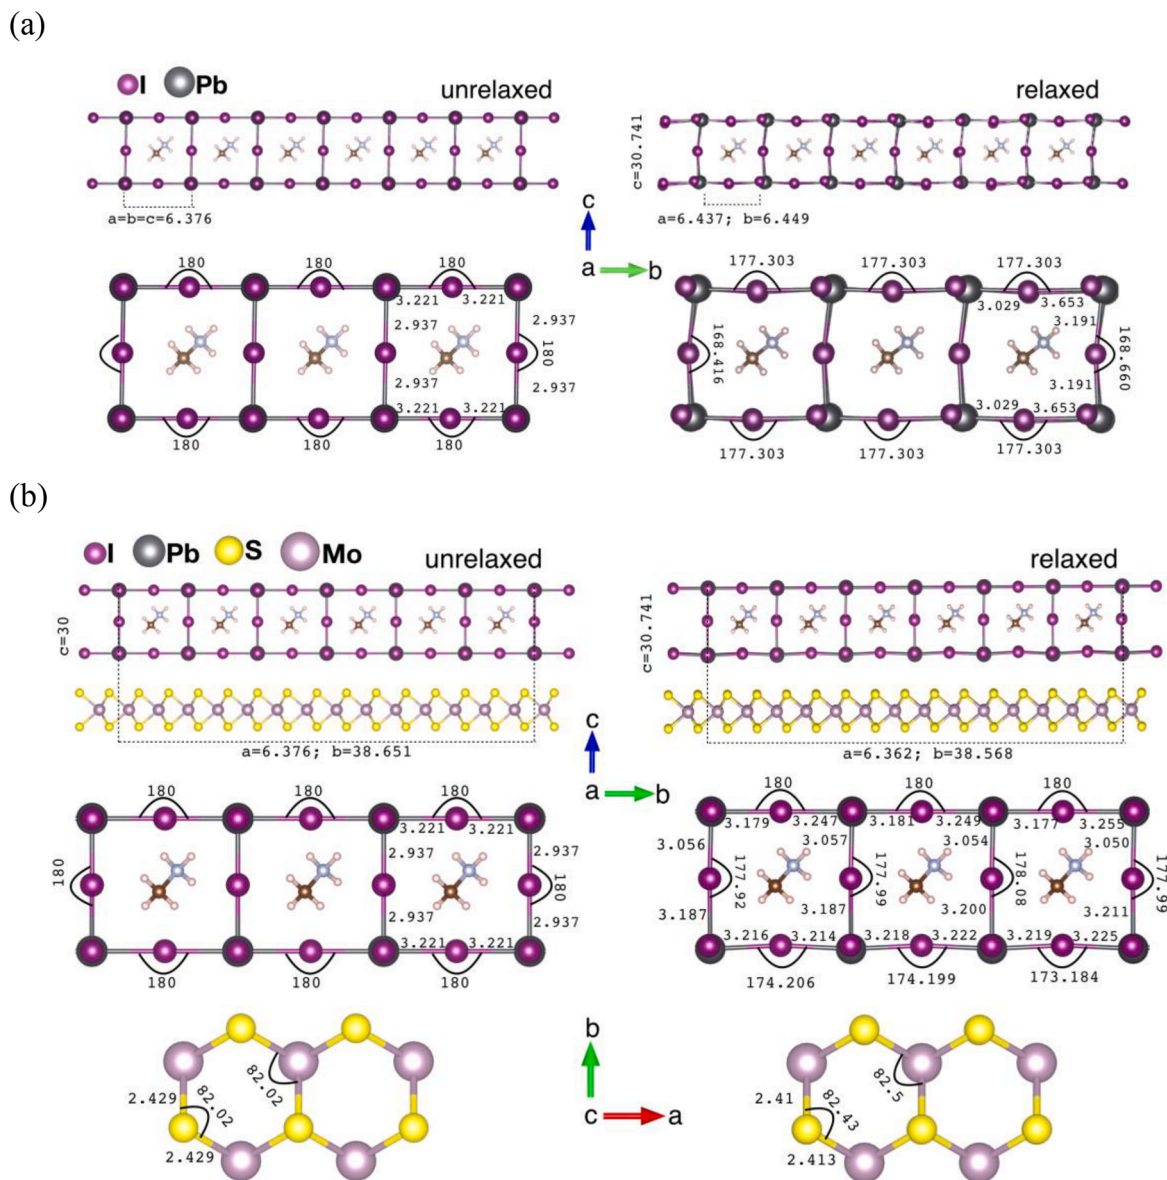 (a)
I Pb unrelaxed relaxed
c=30.741
a=b=c=6.376
a=6.437; b=6.449
c
a b
180 180 180
3.221 3.221
2.937 2.937
180
2.937 2.937
3.221 3.221
180 180 180
177.303 177.303 177.303
3.029 3.653
3.191
168.416 168.660
3.191
3.029 3.653
177.303 177.303 177.303
(b)
I Pb S Mo unrelaxed relaxed
c=30
c=30.741
a=6.376; b=38.651
a=6.362; b=38.568
c
a b
180 180 180
3.221 3.221
2.937 2.937
180 180
2.937 2.937
3.221 3.221
180 180 180
180 180 180
3.179 3.247 3.181 3.249 3.177 3.255
3.056 3.057 3.054 3.050
177.92 177.99 178.08 177.99
3.187 3.187 3.200 3.211
3.216 3.214 3.218 3.222 3.219 3.225
174.206 174.199 173.184
b
c a
2.429 82.02 82.02
2.429
2.41 82.43 82.5
2.413